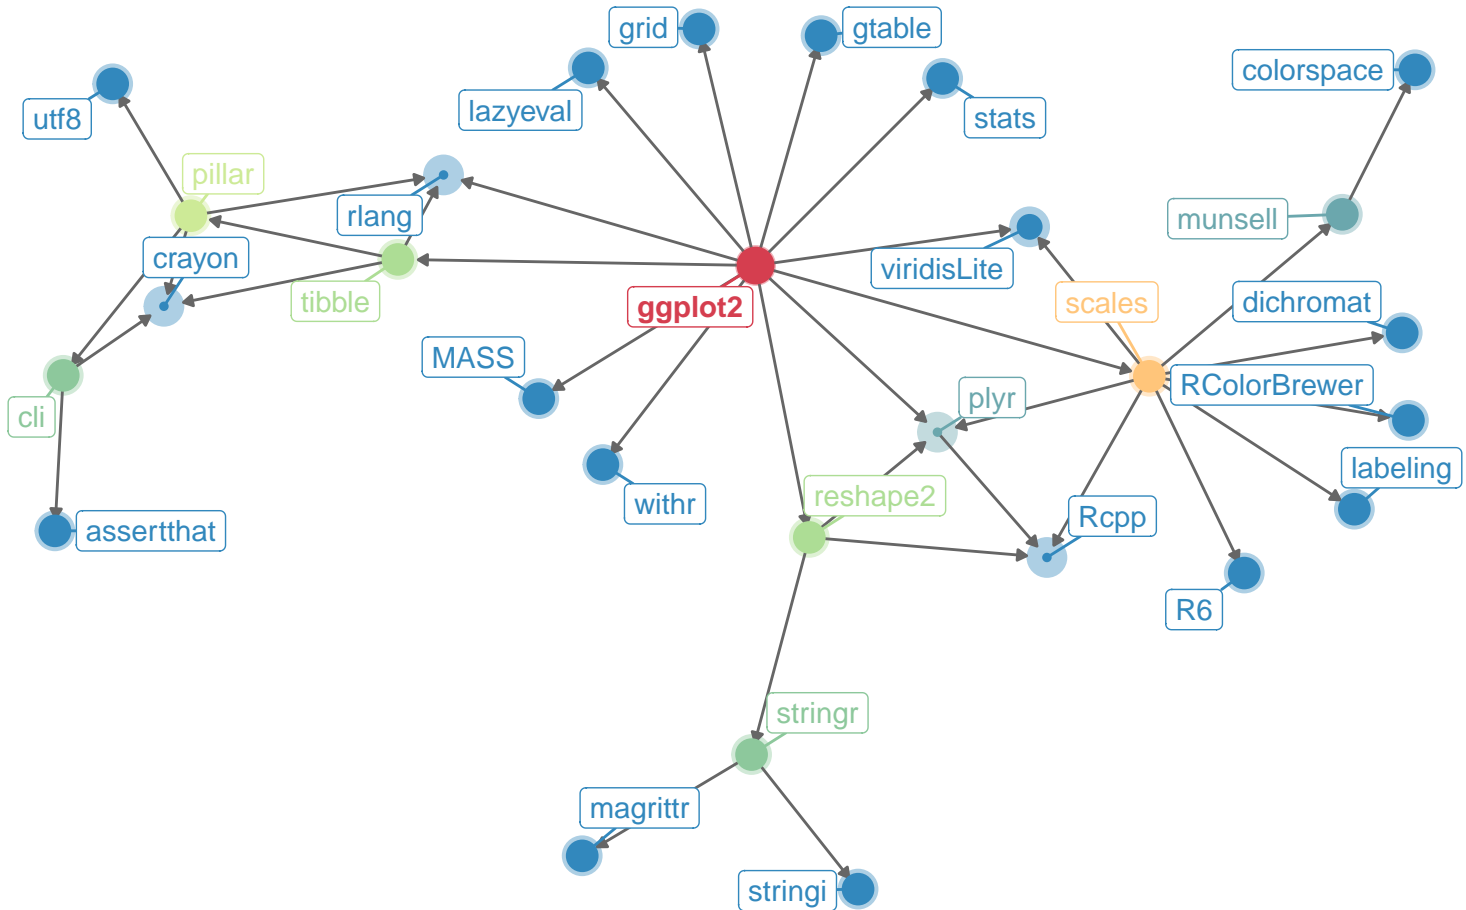 grid
gtable
colorspace
lazyeval
utf8
stats
pillar
rlang
munsell
crayon
viridisLite
tibble
ggplot2
scales
dichromat
MASS
RColorBrewer
plyr
cli
labeling
reshape2
withr
Rcpp
assertthat
R6
stringr
magrittr
stringi